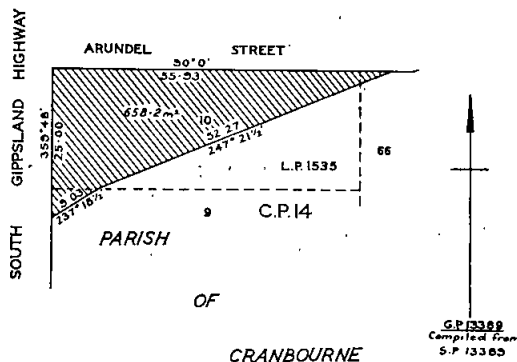 ARUNDEL STREET
90°0'
55·93
SOUTH GIPPSLAND HIGHWAY
359°48'
25·00
658·2m²
10
52·27
247°21½'
L.P. 1535
66
9·03
237°18½'
9
C.P. 14
PARISH
OF
CRANBOURNE
G.P. 13389
Compiled from
S.P. 13389